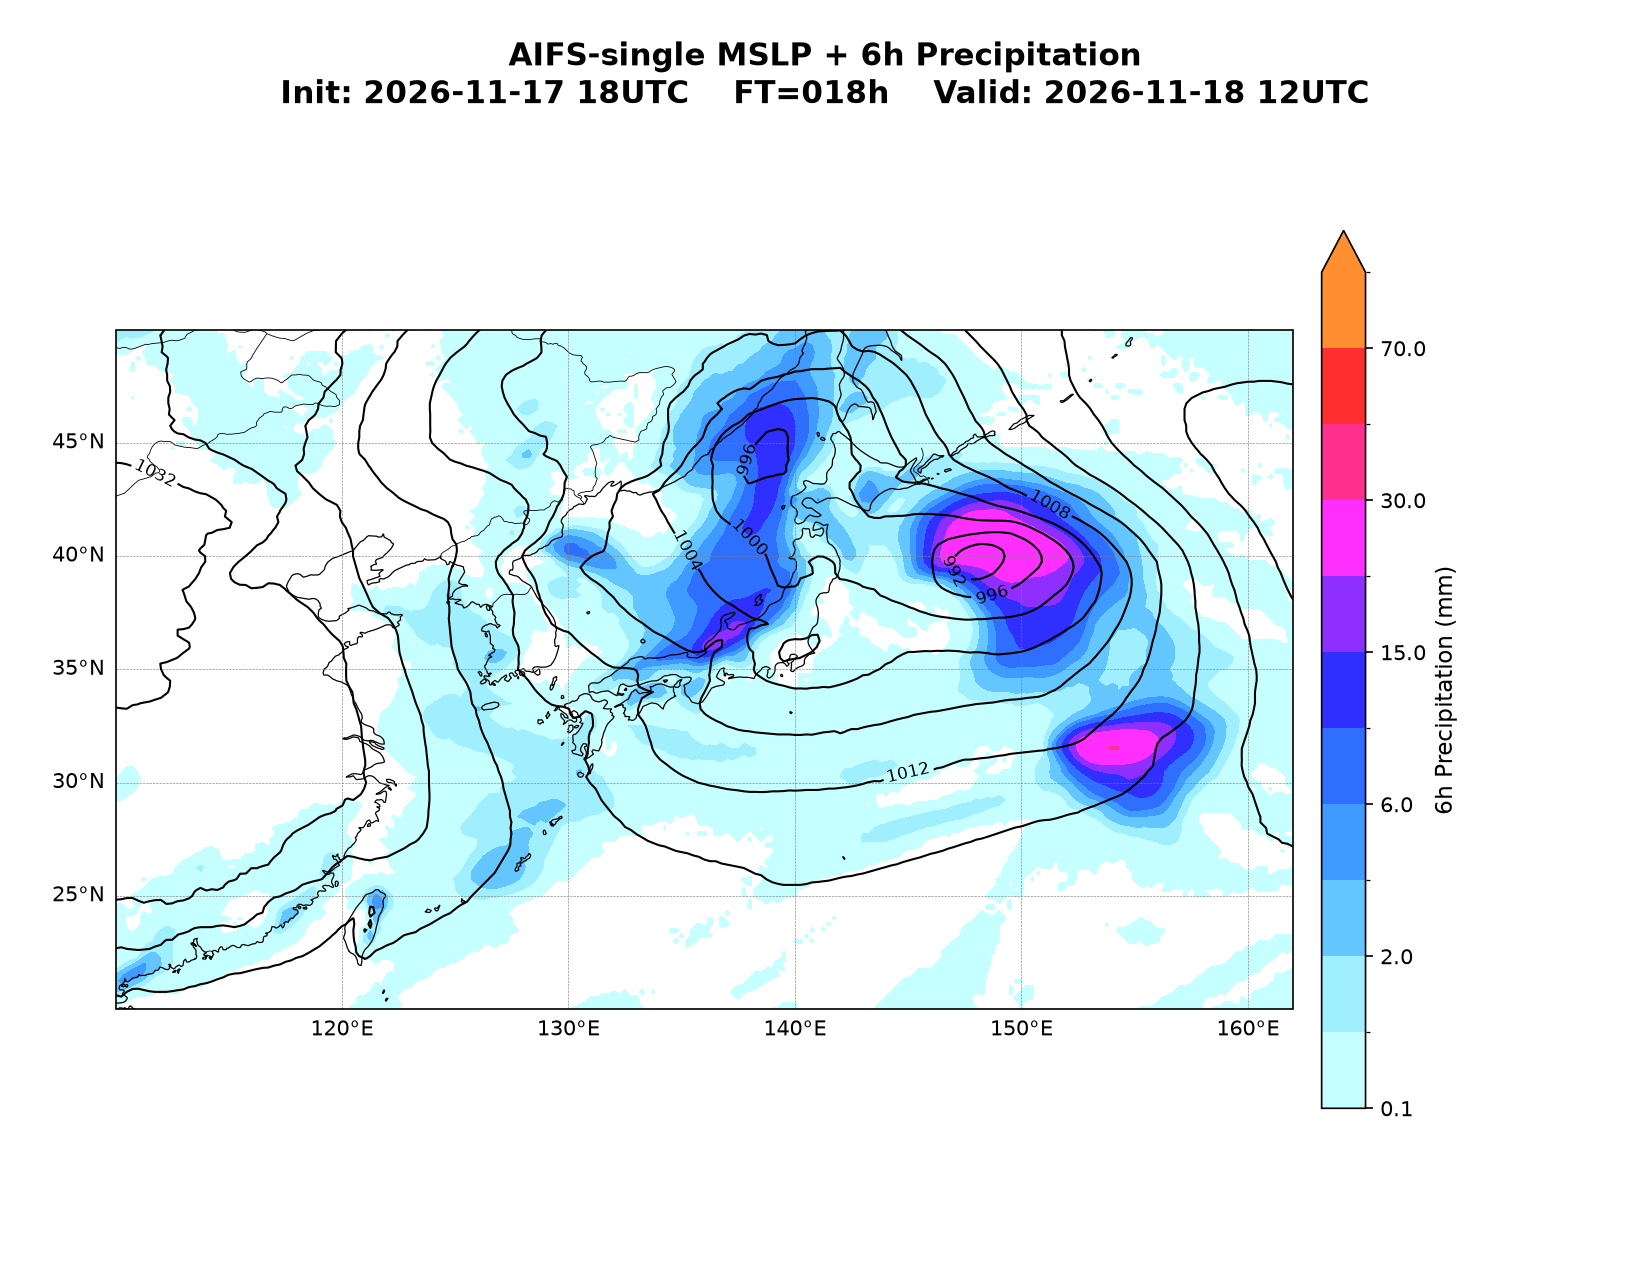 AIFS-single MSLP + 6h Precipitation
Init: 2026-11-17 18UTC    FT=018h    Valid: 2026-11-18 12UTC
70.0
30.0
15.0
6.0
2.0
0.1
6h Precipitation (mm)
45°N
40°N
35°N
30°N
25°N
120°E
130°E
140°E
150°E
160°E
1032
996
1008
1004
1000
992
996
1012